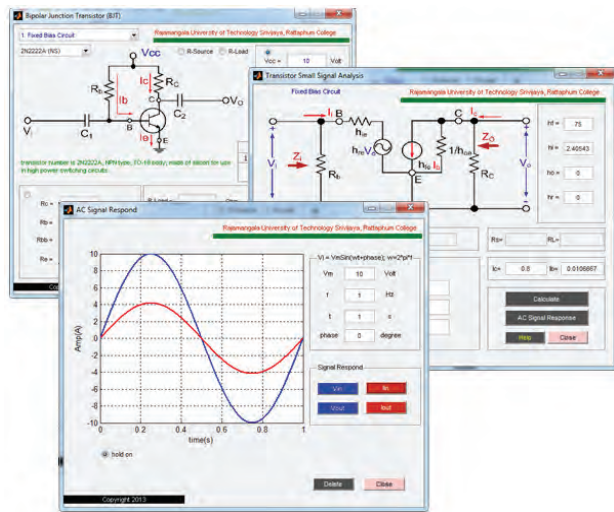 Bipolar Junction Transistor (BJT)
Rajamangala University of Technology Srivijaya, Rattaphum College
1. Fixed Bias Circuit
R-Source
R-Load
2N2222A (NS)
Vcc = 10 Volt
Vcc
Ic
Rb
Rc
Ib
C
C2
Vo
Vi
C1
B
E
Ie
transistor number is 2N2222A, NPN type, TO-18 body, made of silicon for use
in high power switching circuits
Rc =
Rb =
Rbb =
Re =
Transistor Small Signal Analysis
Rajamangala University of Technology Srivijaya, Rattaphum College
Fixed Bias Circuit
Ii
B
hie
C
Vi
Zi
Rb
hreVo
hfe Ib
1/hoe
Zo
Rc
Vo
E
hf 75
hi 2.40543
ho 0
hr 0
Rs=
RL=
Ic= 0.8
Ib= 0.0106667
Calculate
AC Signal Response
Help
Close
AC Signal Respond
Rajamangala University of Technology Srivijaya, Rattaphum College
Vi = VmSin(wt+phase); w=2*pi*f
Vm 10 Volt
f 1 Hz
t 1 s
phase 0 degree
Signal Respond
Vin
Iin
Vout
Iout
Amp(A)
10
8
6
4
2
0
-2
-4
-6
-8
-10
0 0.2 0.4 0.6 0.8 1
time(s)
hold on
Delete
Close
Copyright 2013